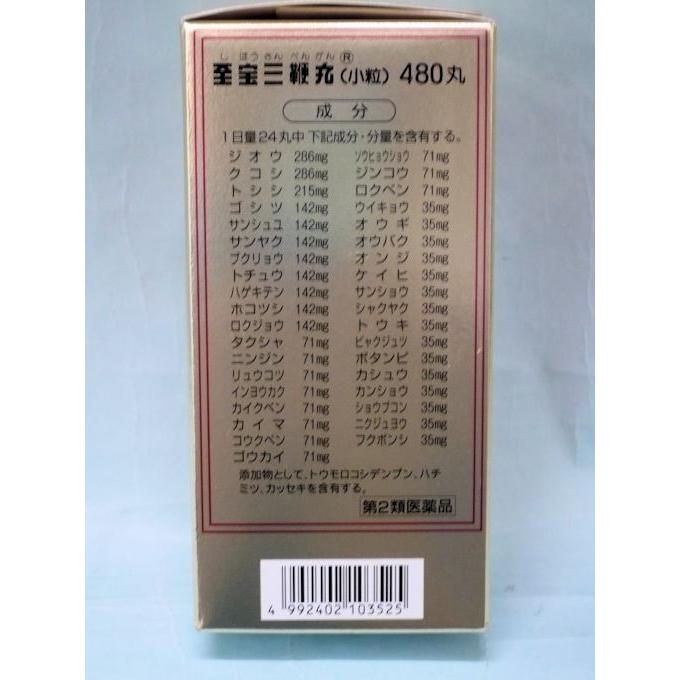 しほうさんべんがん
至宝三鞭丸®(小粒) 480丸
成分
1日量24丸中 下記成分・分量を含有する。
ジオウ 286mg
クコシ 286mg
トシシ 215mg
ゴシツ 142mg
サンシュユ 142mg
サンヤク 142mg
ブクリョウ 142mg
トチュウ 142mg
ハゲキテン 142mg
ホコツシ 142mg
ロクジョウ 142mg
タクシャ 71mg
ニンジン 71mg
リュウコツ 71mg
インヨウカク 71mg
カイクベン 71mg
カイマ 71mg
コウクベン 71mg
ゴウカイ 71mg
ソウヒョウショウ 71mg
ジンコウ 71mg
ロクベン 71mg
ウイキョウ 35mg
オウギ 35mg
オウバク 35mg
オンジ 35mg
ケイヒ 35mg
サンショウ 35mg
シャクヤク 35mg
トウキ 35mg
ビャクジュツ 35mg
ボタンピ 35mg
カシュウ 35mg
カンショウ 35mg
ショウブコン 35mg
ニクジュヨウ 35mg
フクボンシ 35mg
添加物として、トウモロコシデンプン、ハチ
ミツ、カッセキを含有する。
第2類医薬品
4 992402 103525